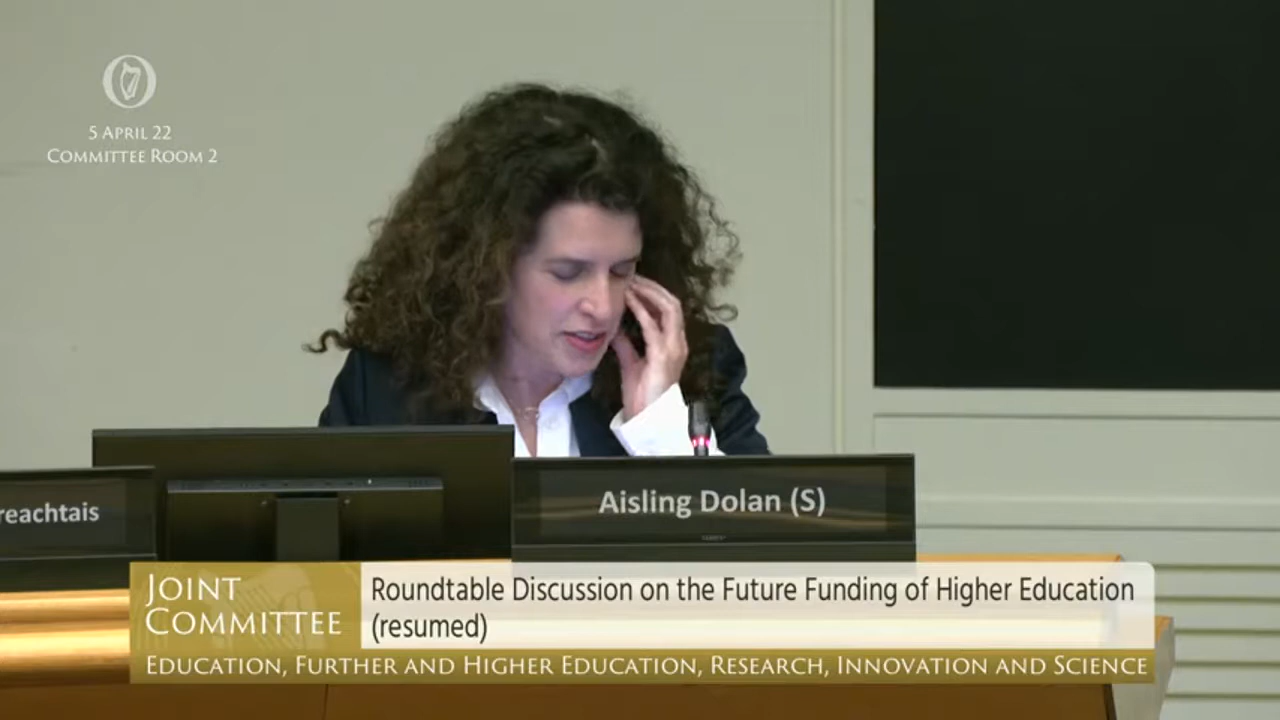 5 April 22
Committee Room 2
Aisling Dolan (S)
reachtais
Joint
Committee
Roundtable Discussion on the Future Funding of Higher Education
(resumed)
Education, Further and Higher Education, Research, Innovation and Science